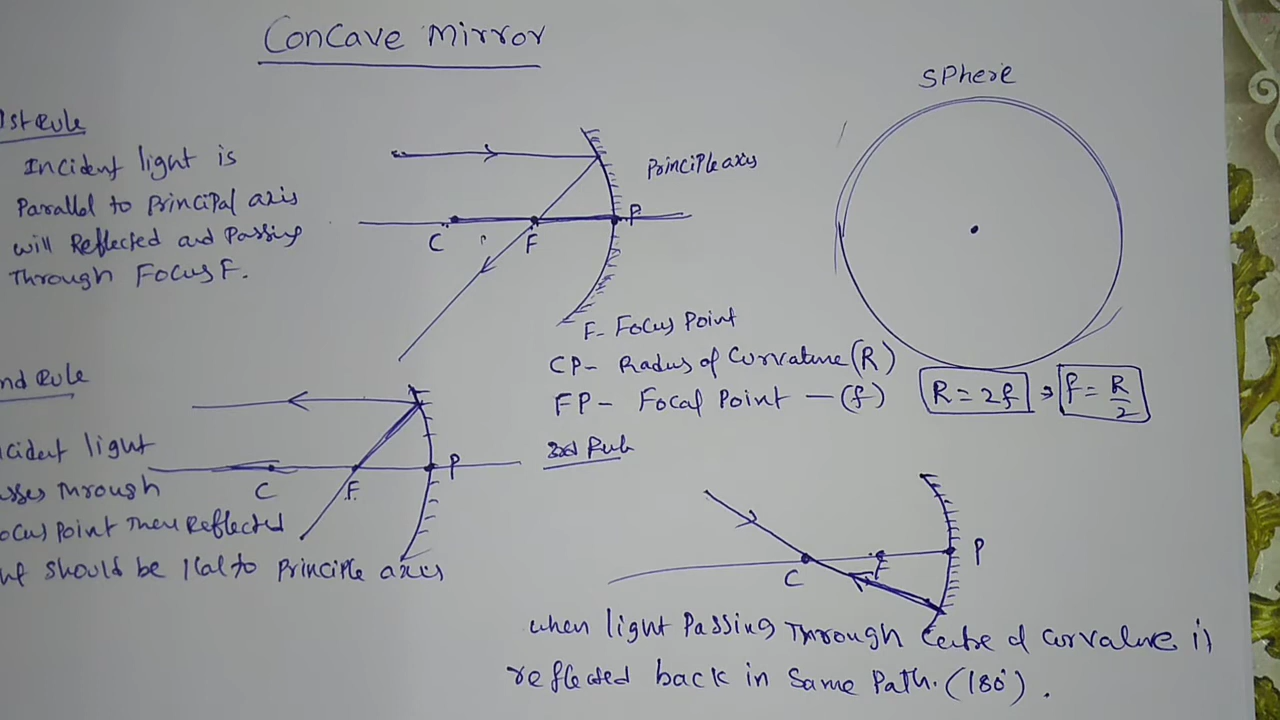 Concave Mirror
1st Rule
Incident light is
Parallel to Principal axis
will Reflected and Passing
Through Focus F.
Principle axis
C F P
F- Focus Point
CP- Radius of Curvature (R)
FP- Focal Point - (f)
Sphere
R = 2f ⇒ f = R/2
nd Rule
cident light
sses Through
ocus Point Then Reflected
should be llal to Principle axis
C F P
3rd Rule
C F P
when light Passing Through Centre of Curvature is
reflected back in Same Path. (180°).